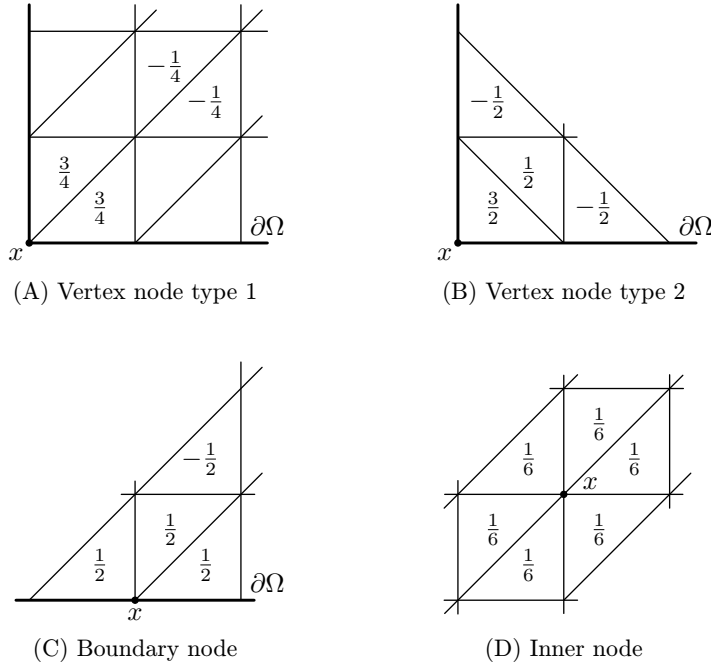 −1/4
−1/4 −1/2
3/4 1/2
3/4 3/2 −1/2
∂Ω ∂Ω
x x
(A) Vertex node type 1 (B) Vertex node type 2
1/6
−1/2 1/6 1/6
x
1/2 1/6 1/6
1/2 1/2 1/6
∂Ω
x
(C) Boundary node (D) Inner node